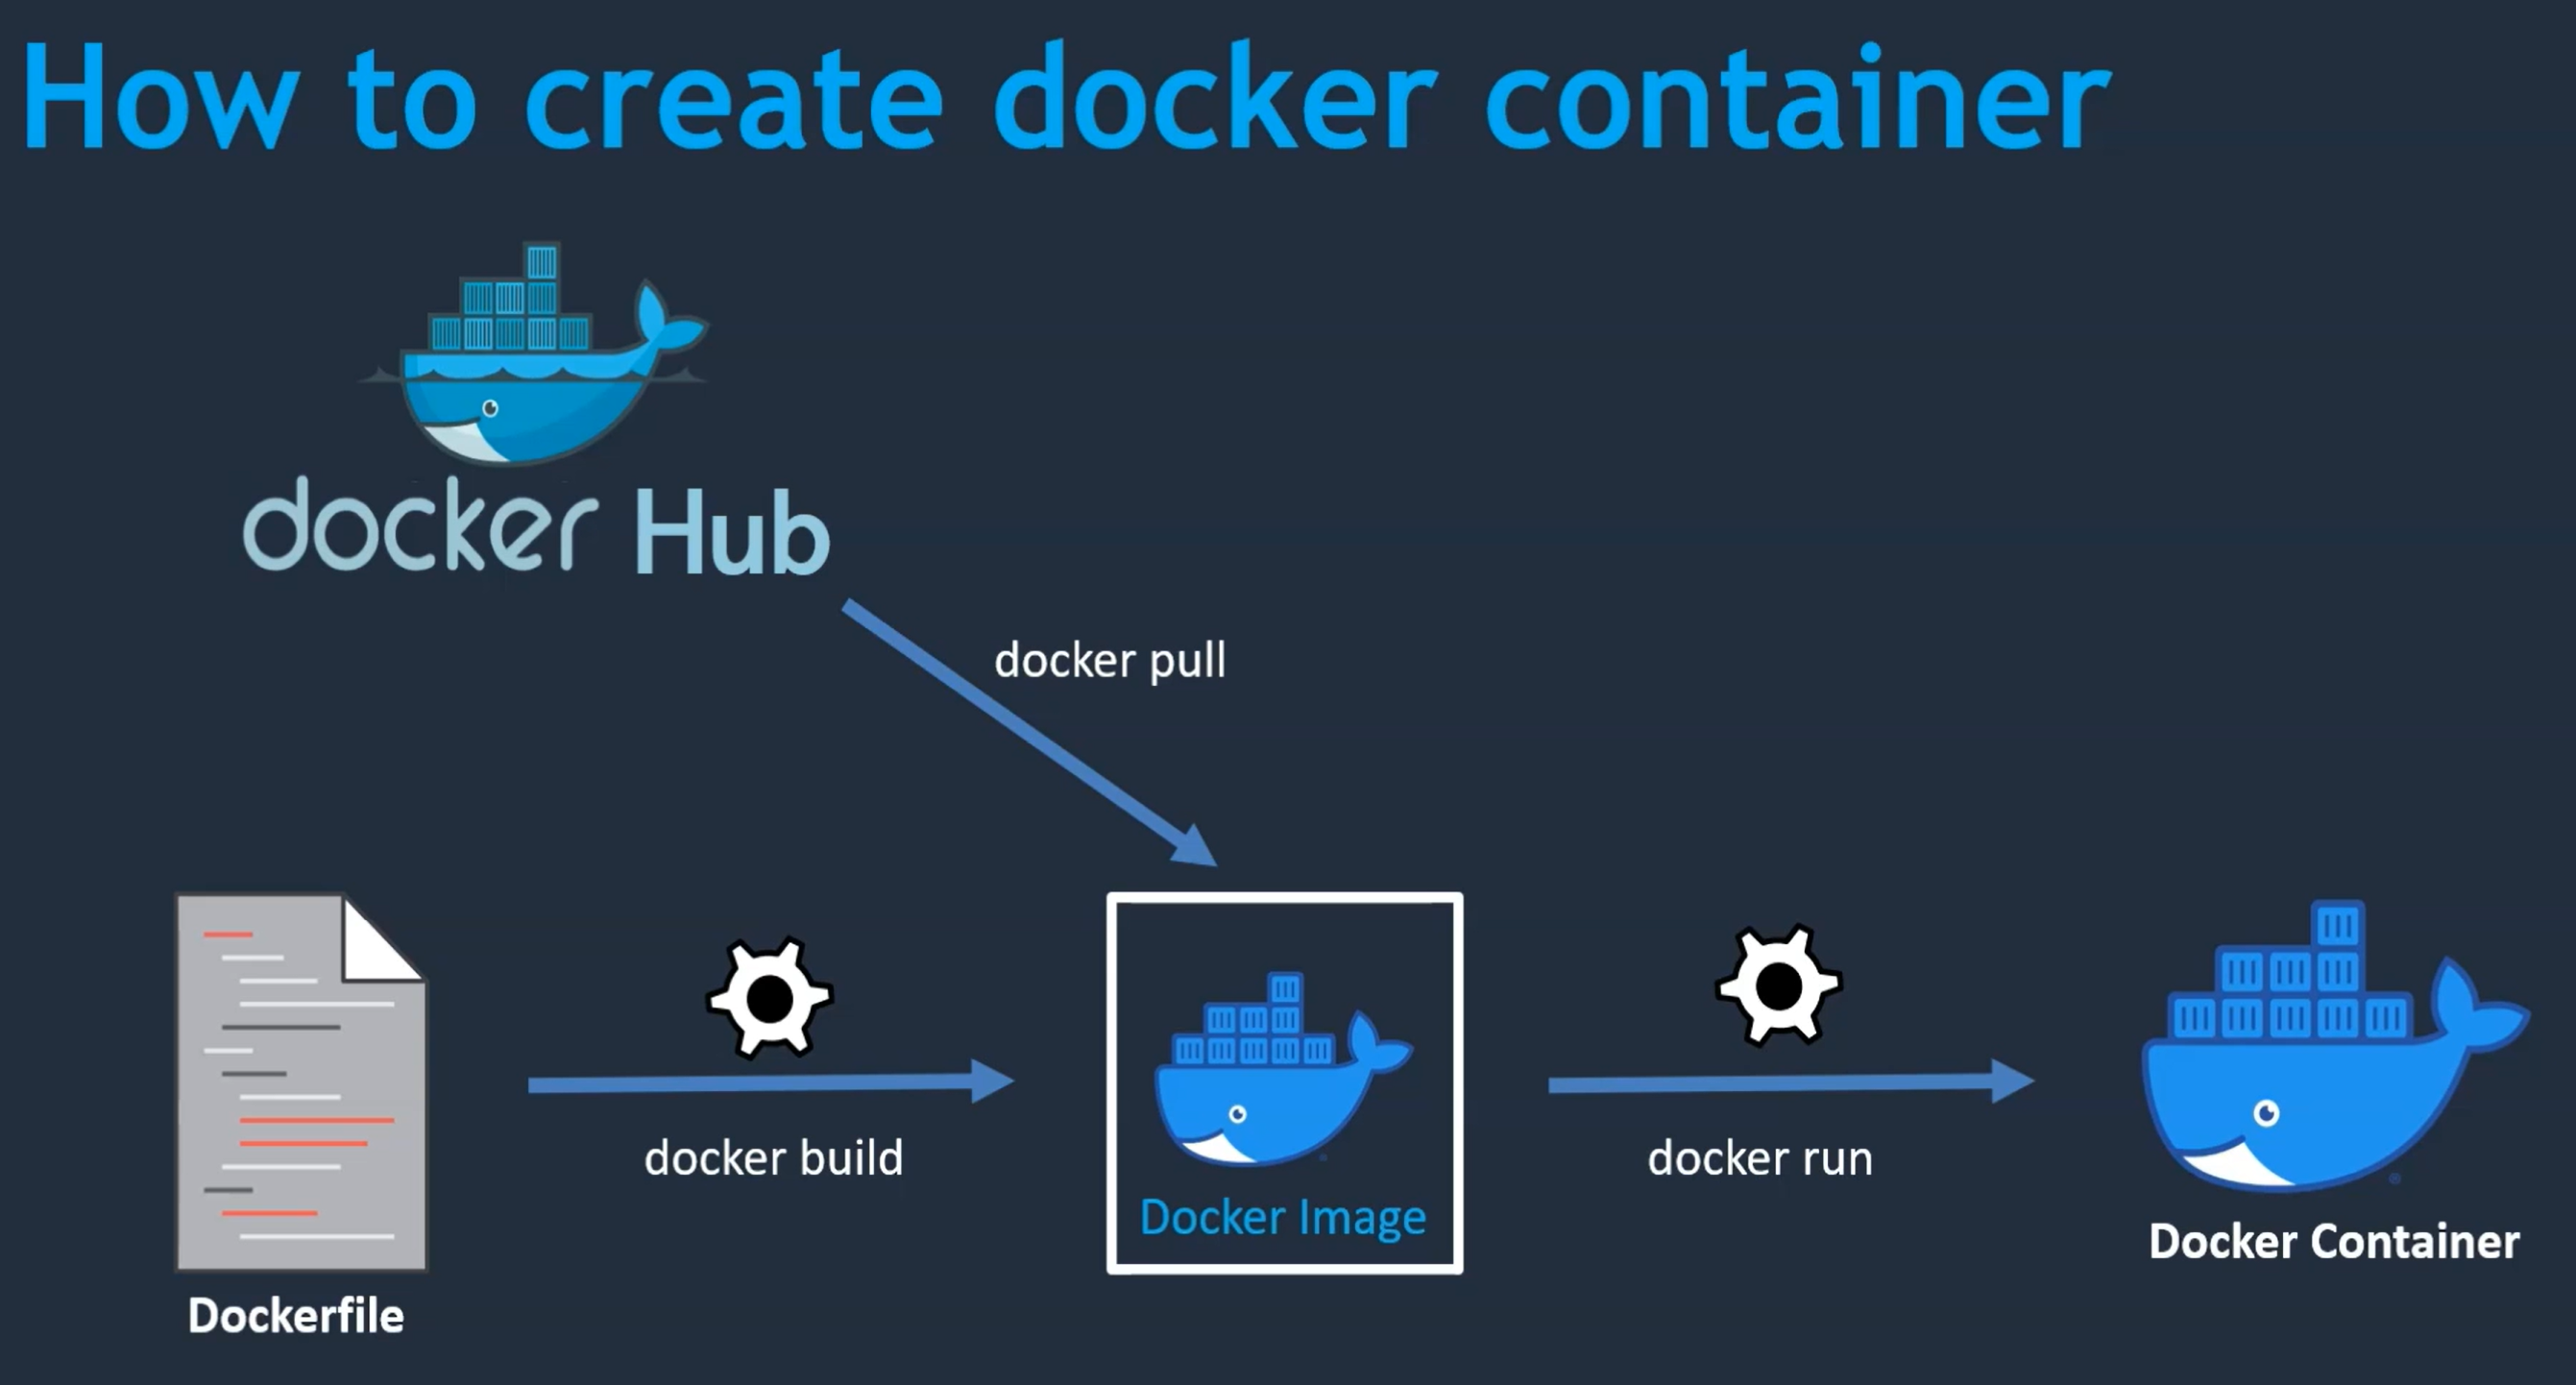 How to create docker container
docker Hub
docker pull
docker build
Docker Image
docker run
Docker Container
Dockerfile